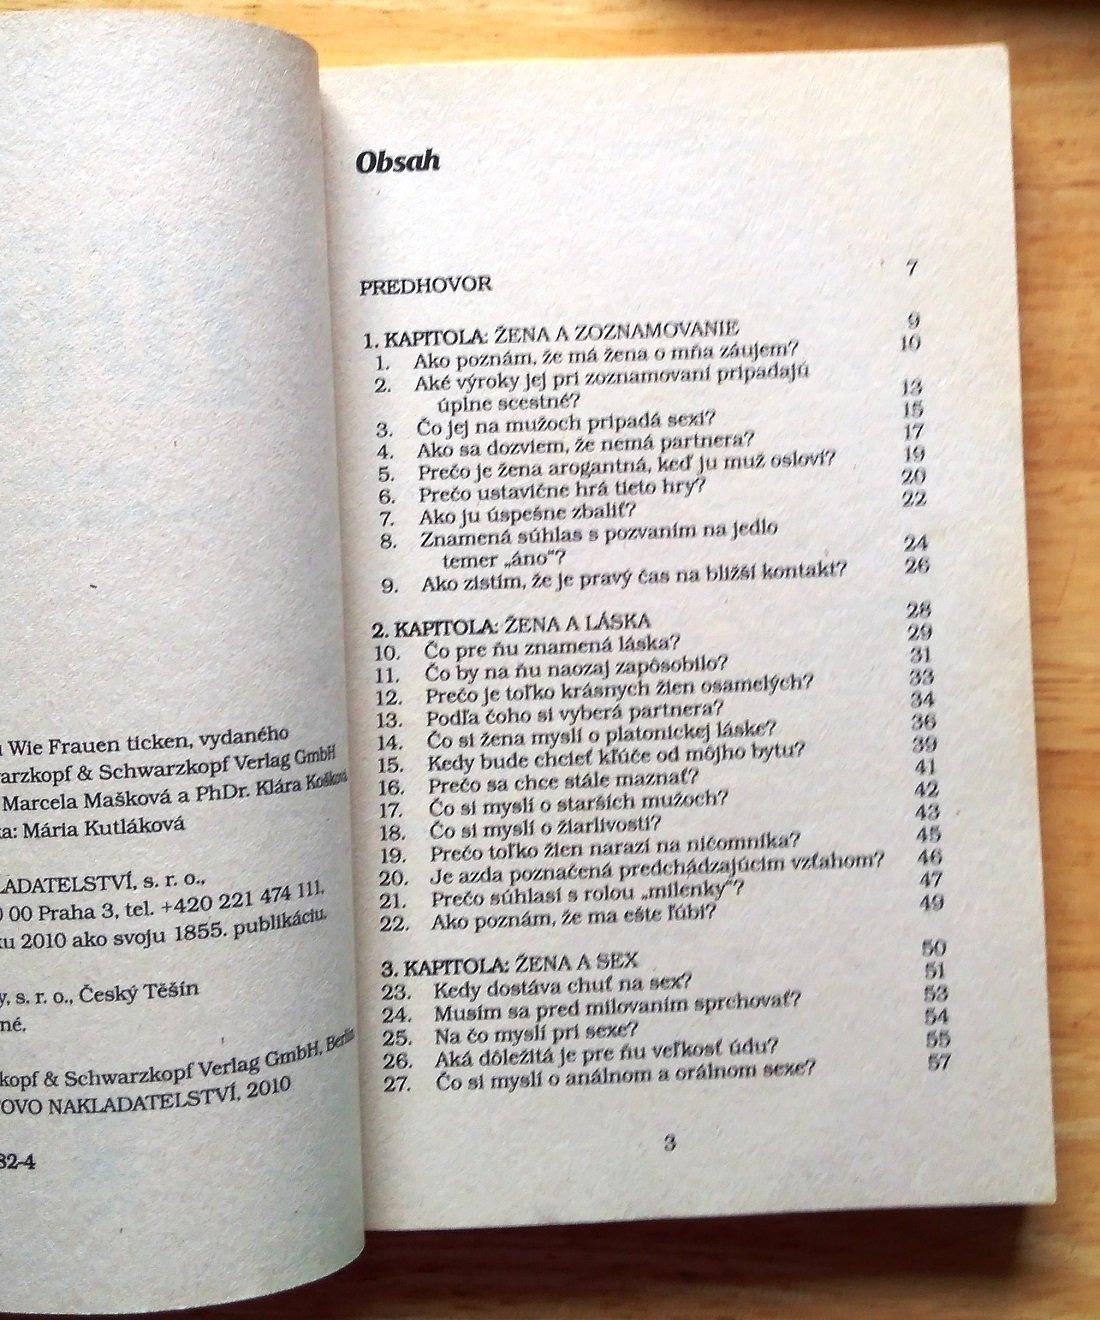 Wie Frauen ticken, vydaného
warzkopf & Schwarzkopf Verlag GmbH
Marcela Mašková a PhDr. Klára Košková
ka: Mária Kutláková
LADATELSTVÍ, s. r. o.,
0 00 Praha 3, tel. +420 221 474 111,
ku 2010 ako svoju 1855. publikáciu.
y, s. r. o., Český Těšín
né.
kopf & Schwarzkopf Verlag GmbH, Berlin
OVO NAKLADATELSTVÍ, 2010
82-4
Obsah
PREDHOVOR 7
1. KAPITOLA: ŽENA A ZOZNAMOVANIE 9
1. Ako poznám, že má žena o mňa záujem? 10
2. Aké výroky jej pri zoznamovaní pripadajú
úplne scestné? 13
3. Čo jej na mužoch pripadá sexi? 15
4. Ako sa dozviem, že nemá partnera? 17
5. Prečo je žena arogantná, keď ju muž osloví? 19
6. Prečo ustavične hrá tieto hry? 20
7. Ako ju úspešne zbaliť? 22
8. Znamená súhlas s pozvaním na jedlo
temer „áno“? 24
9. Ako zistím, že je pravý čas na bližší kontakt? 26
2. KAPITOLA: ŽENA A LÁSKA 28
10. Čo pre ňu znamená láska? 29
11. Čo by na ňu naozaj zapôsobilo? 31
12. Prečo je toľko krásnych žien osamelých? 33
13. Podľa čoho si vyberá partnera? 34
14. Čo si žena myslí o platonickej láske? 36
15. Kedy bude chcieť kľúče od môjho bytu? 39
16. Prečo sa chce stále maznať? 41
17. Čo si myslí o starších mužoch? 42
18. Čo si myslí o žiarlivosti? 43
19. Prečo toľko žien narazí na ničomníka? 45
20. Je azda poznačená predchádzajúcim vzťahom? 46
21. Prečo súhlasí s rolou „milenky“? 47
22. Ako poznám, že ma ešte ľúbi? 49
3. KAPITOLA: ŽENA A SEX 50
23. Kedy dostáva chuť na sex? 51
24. Musím sa pred milovaním sprchovať? 53
25. Na čo myslí pri sexe? 54
26. Aká dôležitá je pre ňu veľkosť údu? 55
27. Čo si myslí o análnom a orálnom sexe? 57
3